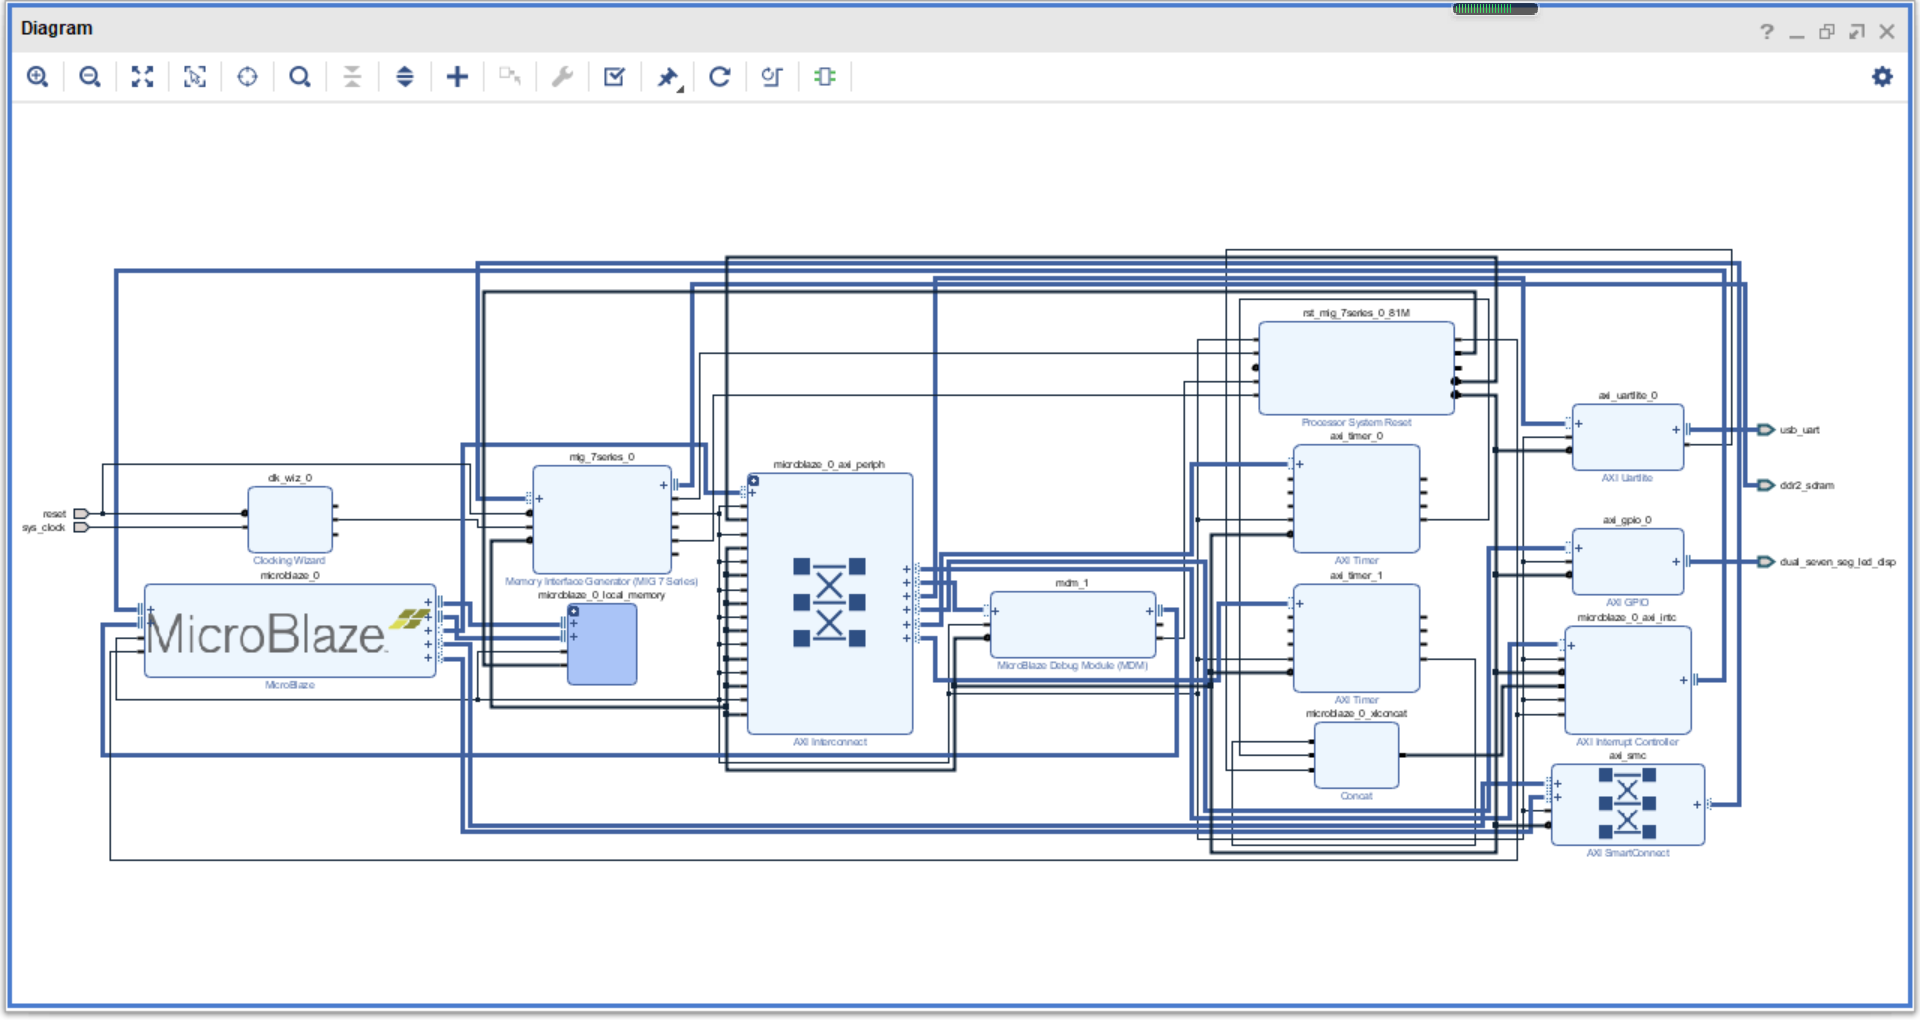 Diagram
reset
sys_clock
clk_wiz_0
Clocking Wizard
microblaze_0
MicroBlaze
MicroBlaze
mig_7series_0
Memory Interface Generator (MIG 7 Series)
microblaze_0_local_memory
microblaze_0_axi_periph
AXI Interconnect
mdm_1
MicroBlaze Debug Module (MDM)
rst_mig_7series_0_81M
Processor System Reset
axi_timer_0
AXI Timer
axi_timer_1
AXI Timer
microblaze_0_xlconcat
Concat
axi_uartlite_0
AXI Uartlite
axi_gpio_0
AXI GPIO
microblaze_0_axi_intc
AXI Interrupt Controller
axi_smc
AXI SmartConnect
usb_uart
ddr2_sdram
dual_seven_seg_led_disp